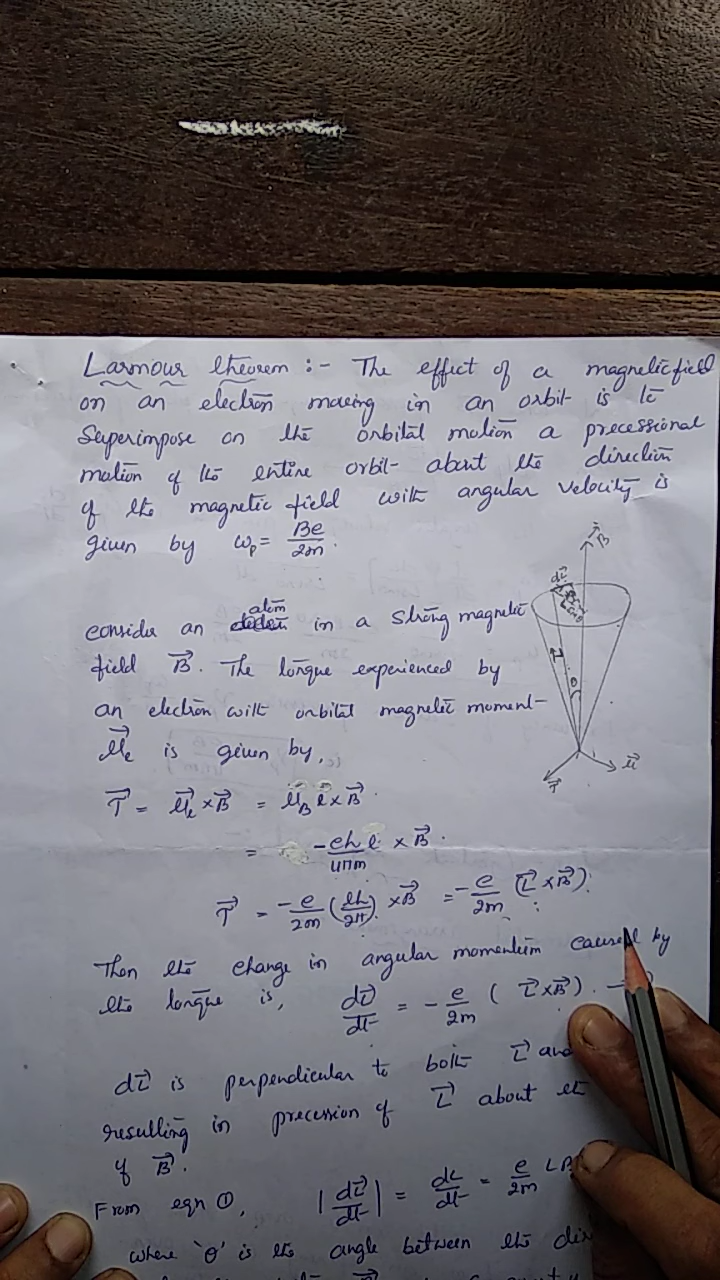 Larmour theorem :- The effect of a magnetic field
on an electron moving in an orbit is to
Superimpose on the orbital motion a precessional
motion of the entire orbit about the direction
of the magnetic field with angular velocity is
given by ωp = Be/2m.
consider an atom in a strong magnetic
field B⃗. The torque experienced by
an electron with orbital magnetic moment
μ⃗e is given by,
τ⃗ = μ⃗e × B⃗ = μ⃗B l × B⃗.
= -eh l/4πm × B⃗.
τ⃗ = -e/2m (lh/2π) × B⃗ = -e/2m (L⃗ × B⃗).
Then the change in angular momentum caused by
the torque is, dL⃗/dt = - e/2m ( L⃗ × B⃗ ).
dL⃗ is perpendicular to both L⃗ and
resulting in precession of L⃗ about
of B⃗.
From eqn ①, |dL⃗/dt| = dL/dt = e/2m LB
where 'θ' is the angle between the
B⃗
dL⃗
L
θ
τ⃗
μ⃗